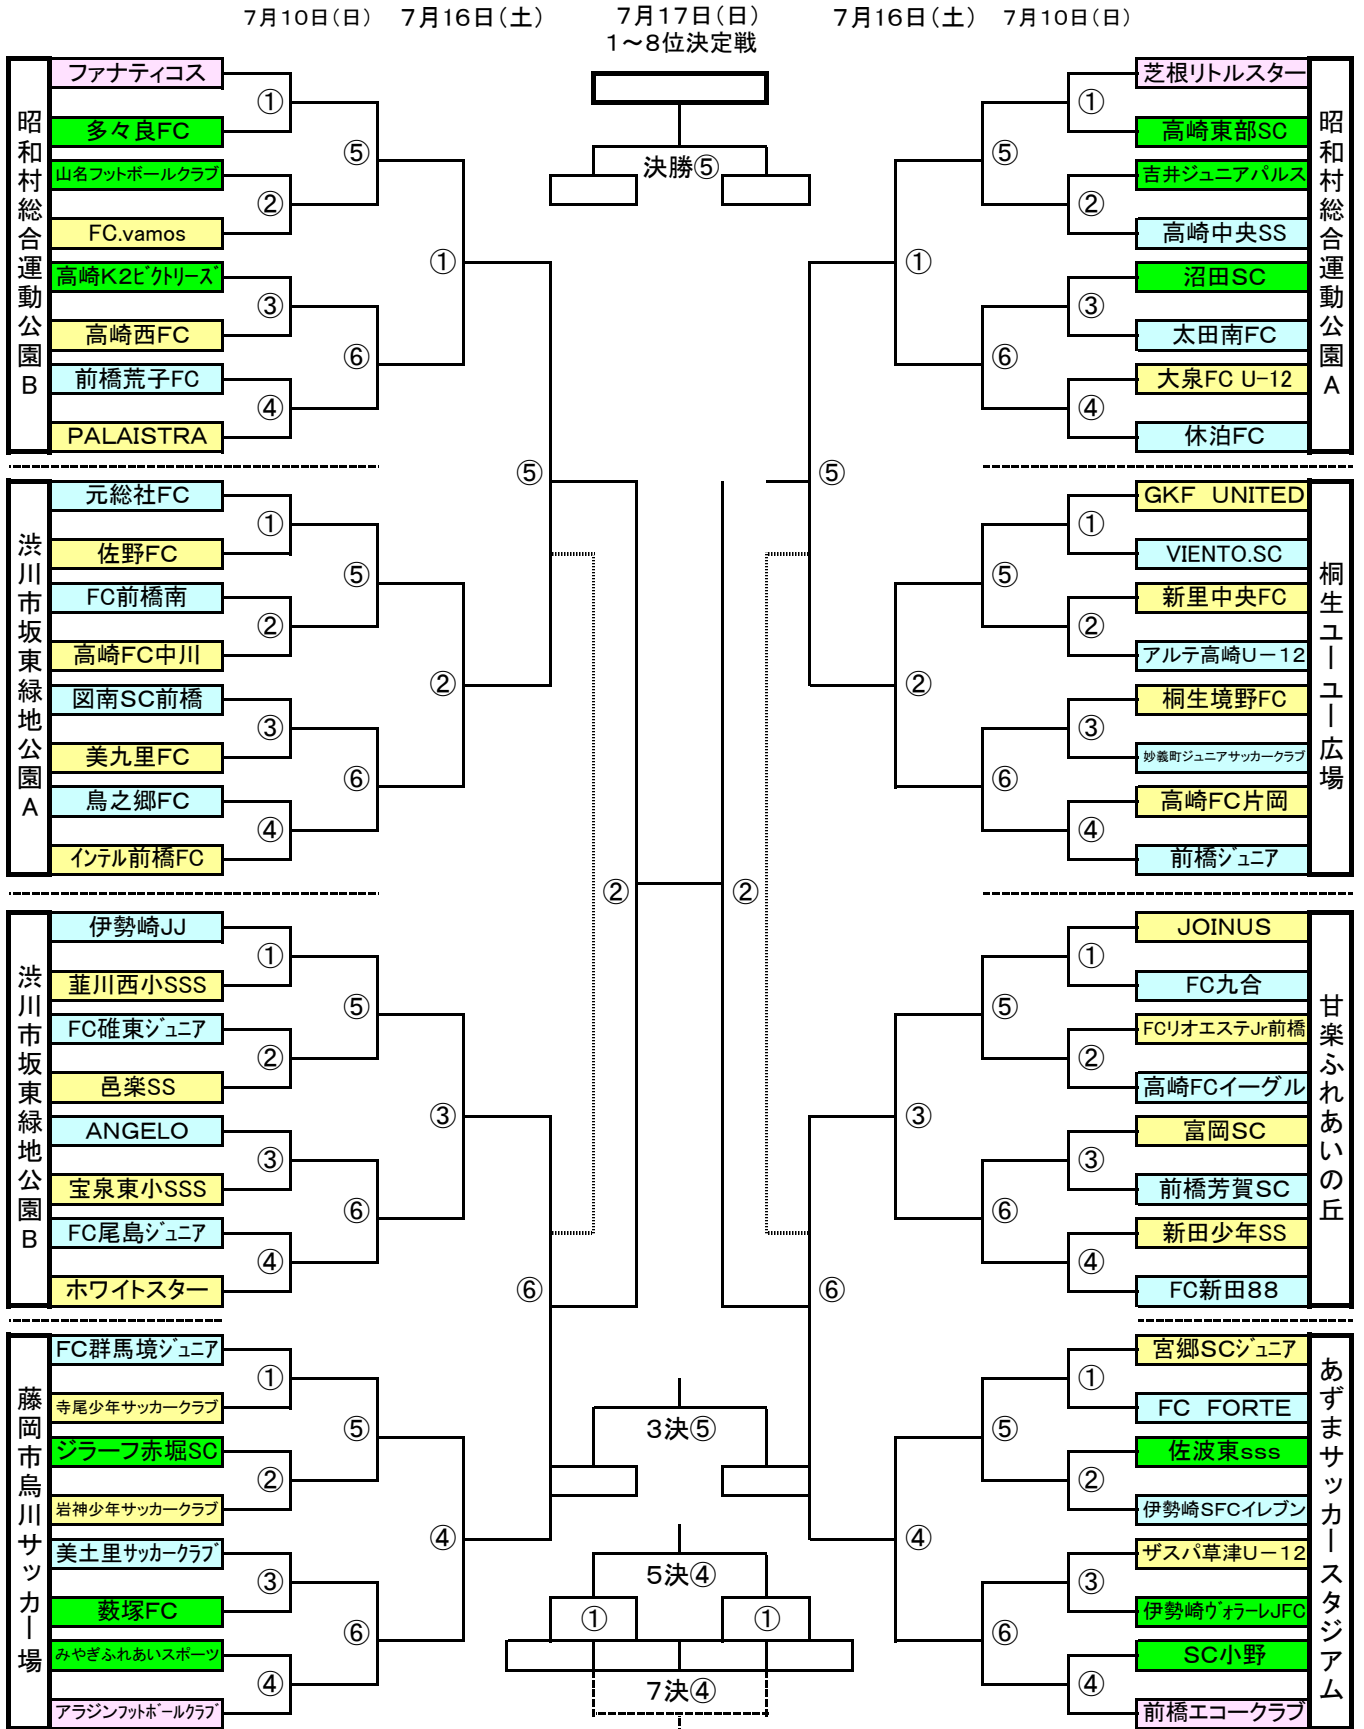 7月10日(日)
7月16日(土)
7月17日(日)
1～8位決定戦
7月16日(土)
7月10日(日)
昭和村総合運動公園B
ファナティコス
多々良FC
山名フットボールクラブ
FC.vamos
高崎K2ビクトリーズ
高崎西FC
前橋荒子FC
PALAISTRA
①
②
③
④
⑤
⑥
①
渋川市坂東緑地公園A
元総社FC
佐野FC
FC前橋南
高崎FC中川
図南SC前橋
美九里FC
鳥之郷FC
インテル前橋FC
①
②
③
④
⑤
⑥
②
⑤
渋川市坂東緑地公園B
伊勢崎JJ
韮川西小SSS
FC碓東ジュニア
邑楽SS
ANGELO
宝泉東小SSS
FC尾島ジュニア
ホワイトスター
①
②
③
④
⑤
⑥
③
藤岡市烏川サッカー場
FC群馬境ジュニア
寺尾少年サッカークラブ
ジラーフ赤堀SC
岩神少年サッカークラブ
美土里サッカークラブ
薮塚FC
みやぎふれあいスポーツ
アラジンフットボールクラブ
①
②
③
④
⑤
⑥
④
⑥
決勝⑤
②
②
3決⑤
5決④
①
①
7決④
昭和村総合運動公園A
芝根リトルスター
高崎東部SC
吉井ジュニアパルス
高崎中央SS
沼田SC
太田南FC
大泉FC U-12
休泊FC
①
②
③
④
⑤
⑥
①
桐生ユーユー広場
GKF UNITED
VIENTO.SC
新里中央FC
アルテ高崎U－12
桐生境野FC
妙義町ジュニアサッカークラブ
高崎FC片岡
前橋ジュニア
①
②
③
④
⑤
⑥
②
⑤
甘楽ふれあいの丘
JOINUS
FC九合
FCリオエステJr前橋
高崎FCイーグル
富岡SC
前橋芳賀SC
新田少年SS
FC新田88
①
②
③
④
⑤
⑥
③
あずまサッカースタジアム
宮郷SCジュニア
FC FORTE
佐波東sss
伊勢崎SFCイレブン
ザスパ草津U－12
伊勢崎ヴォラーレJFC
SC小野
前橋エコークラブ
①
②
③
④
⑤
⑥
④
⑥